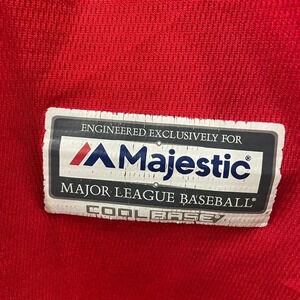 ENGINEERED EXCLUSIVELY FOR
Majestic®
MAJOR LEAGUE BASEBALL®
COOLBASE